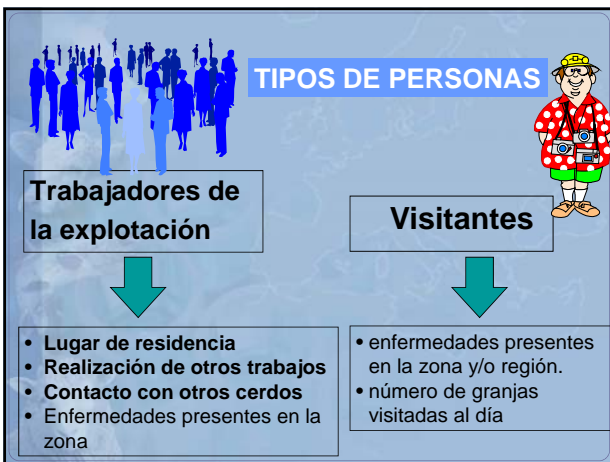 TIPOS DE PERSONAS
Trabajadores de
la explotación
Visitantes
• Lugar de residencia
• Realización de otros trabajos
• Contacto con otros cerdos
• Enfermedades presentes en la
zona
• enfermedades presentes
en la zona y/o región.
• número de granjas
visitadas al día